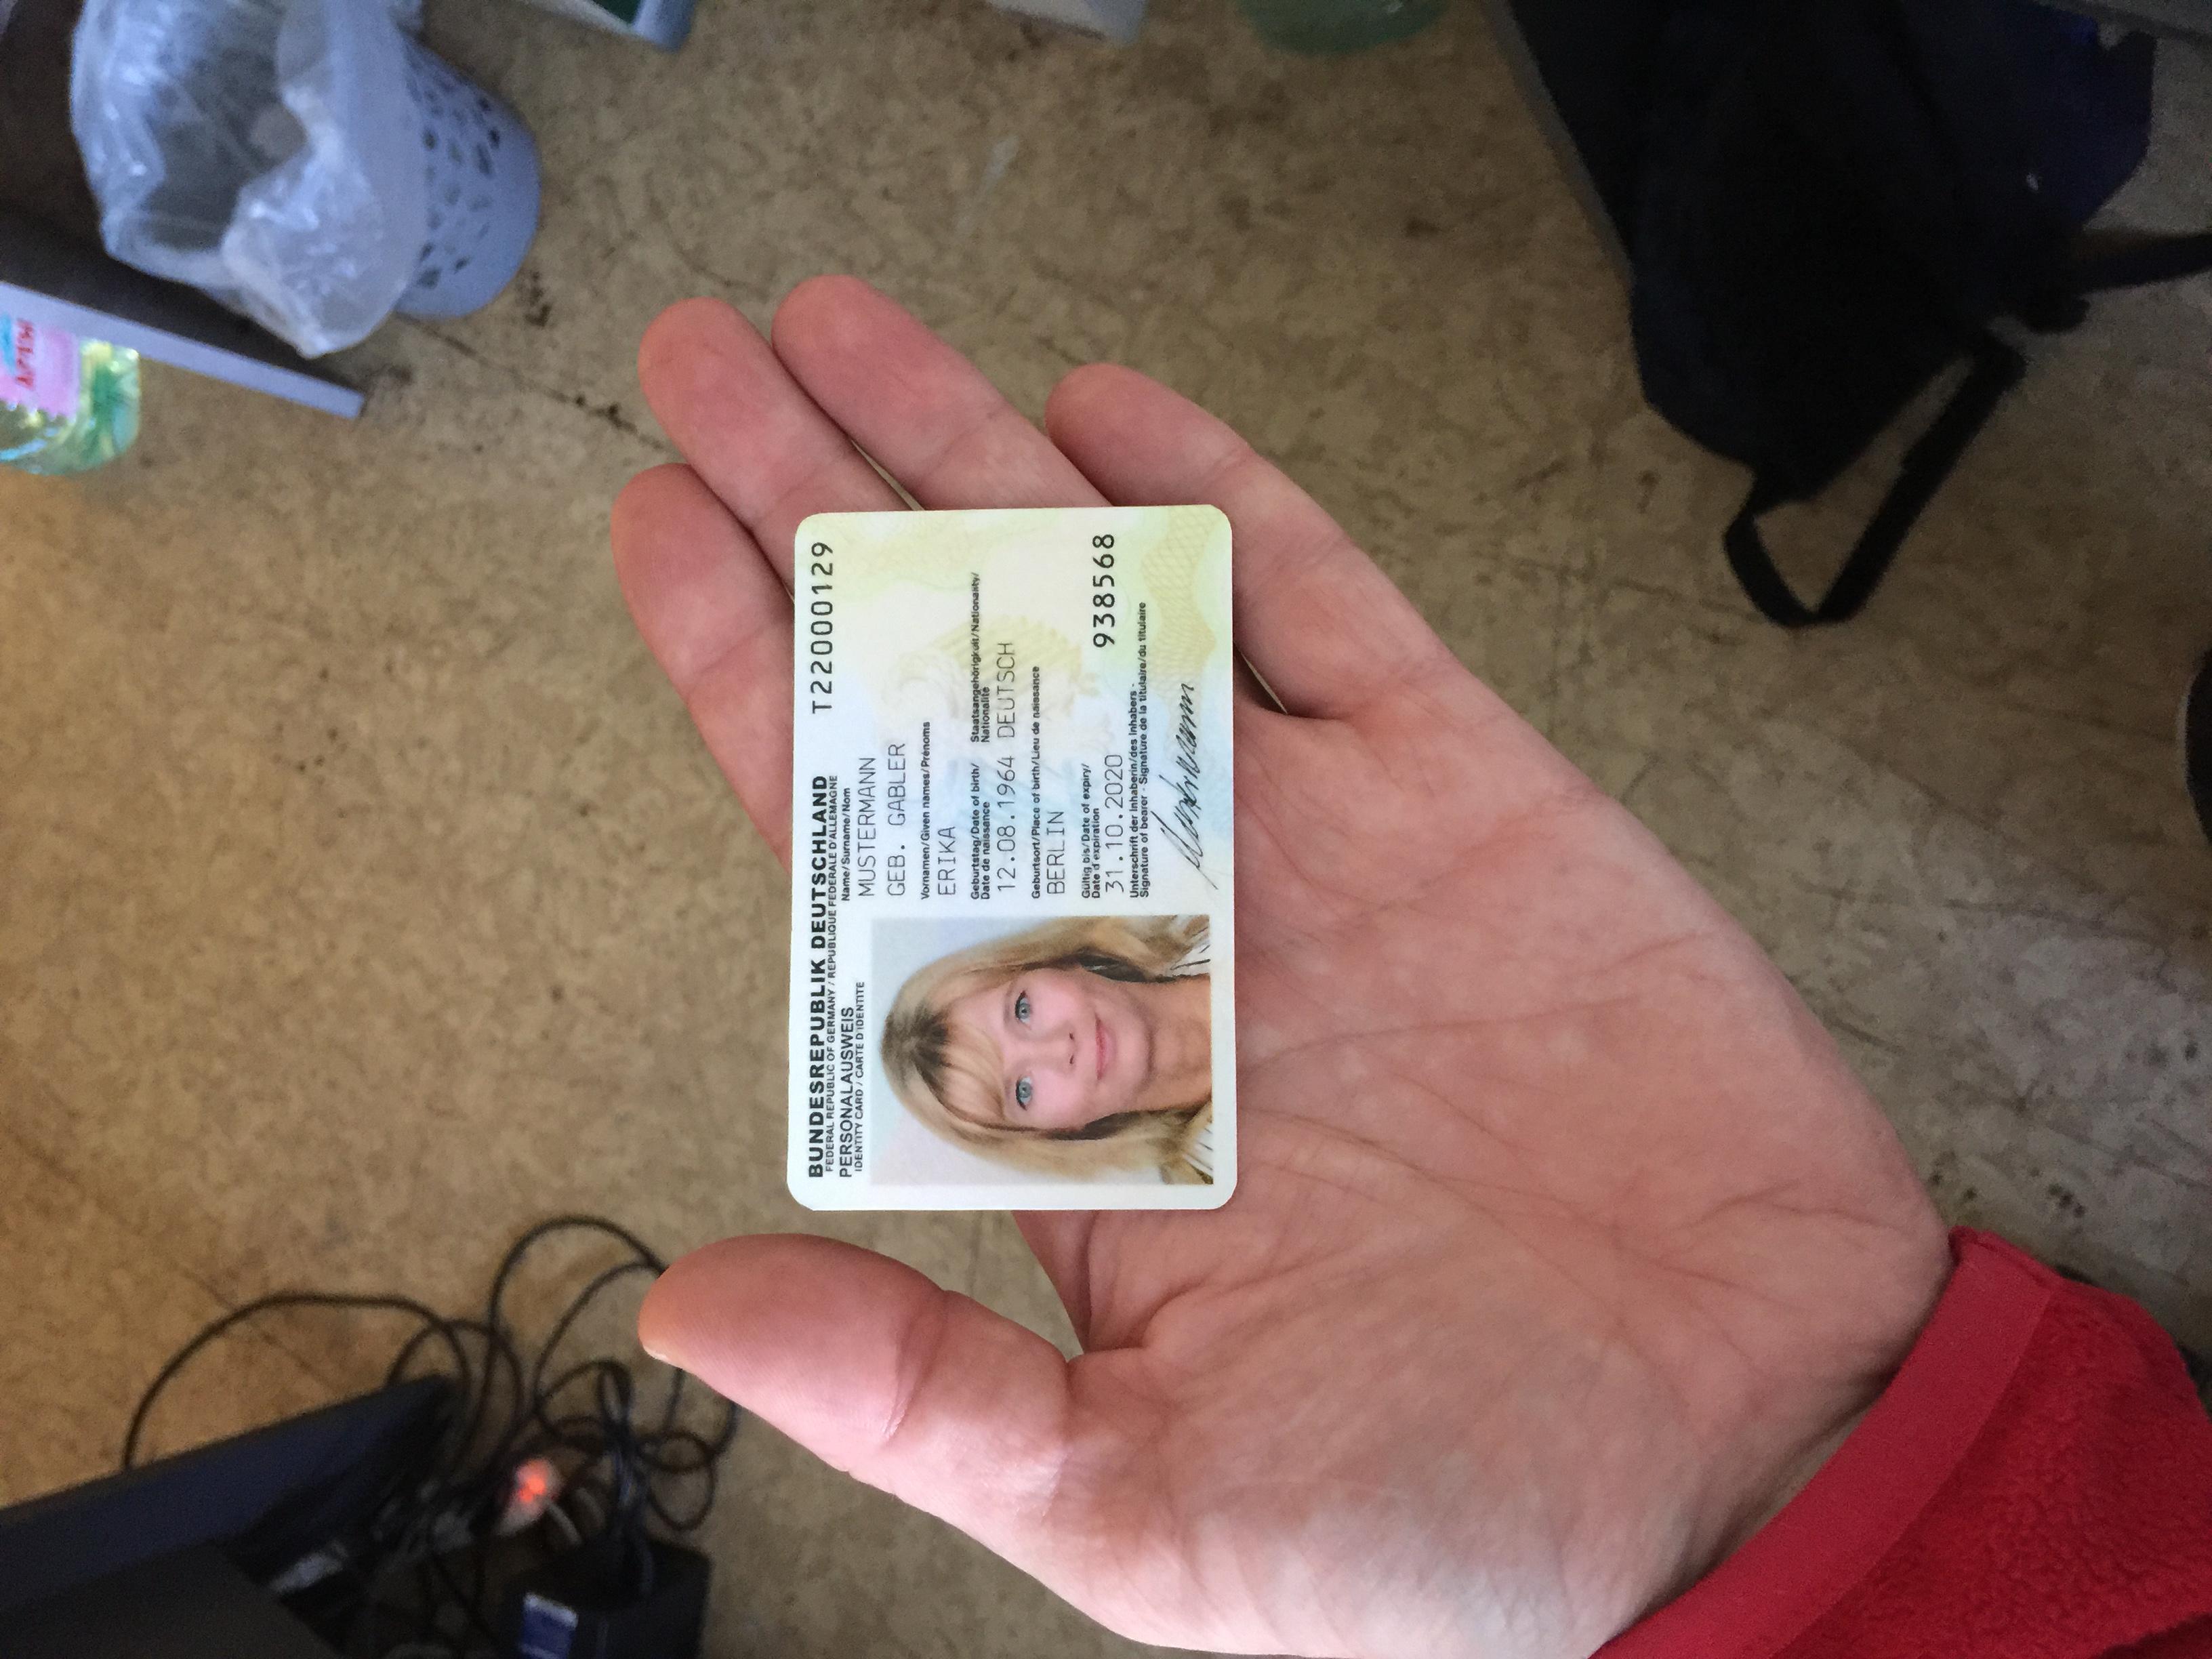 BUNDESREPUBLIK DEUTSCHLAND
T22000129
FEDERAL REPUBLIC OF GERMANY / REPUBLIQUE FEDERALE D'ALLEMAGNE
PERSONALAUSWEIS
IDENTITY CARD / CARTE D'IDENTITE
Name/Surname/Nom
MUSTERMANN
GEB. GABLER
Vornamen/Given names/Prénoms
ERIKA
Geburtstag/Date of birth/
Date de naissance
Staatsangehörigkeit/Nationality/
Nationalité
12.08.1964 DEUTSCH
Geburtsort/Place of birth/Lieu de naissance
BERLIN
Gültig bis/Date of expiry/
Date d'expiration
31.10.2020
938568
Unterschrift der Inhaberin/des Inhabers -
Signature of bearer - Signature de la titulaire/du titulaire
Mustermann